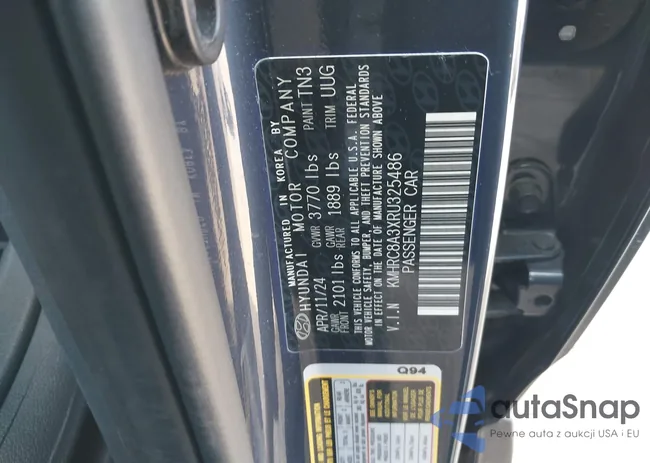 MANUFACTURED IN KOREA BY
HYUNDAI MOTOR COMPANY
APR/11/24 GVWR 3770 lbs PAINT TN3
GAWR FRONT 2101 lbs GAWR REAR 1889 lbs TRIM UUG
THIS VEHICLE CONFORMS TO ALL APPLICABLE U.S.A. FEDERAL
MOTOR VEHICLE SAFETY, BUMPER, AND THEFT PREVENTION STANDARDS
IN EFFECT ON THE DATE OF MANUFACTURE SHOWN ABOVE
V.I.N KMHRC8A3XRU325486
PASSENGER CAR
Q94
autaSnap
Pewne auta z aukcji USA i EU